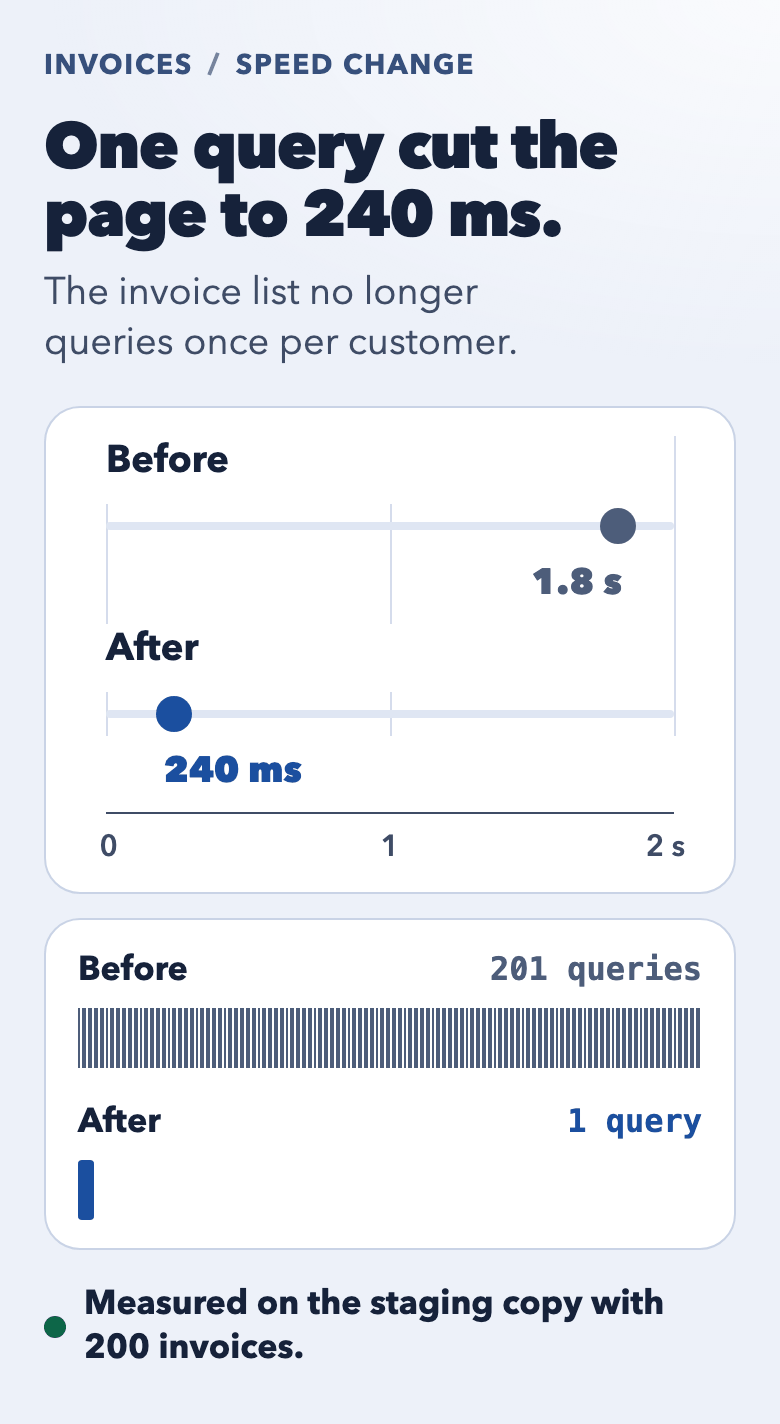 INVOICES / SPEED CHANGE
One query cut the
page to 240 ms.
The invoice list no longer
queries once per customer.
Before
1.8 s
After
240 ms
0 1 2 s
Before 201 queries
After 1 query
Measured on the staging copy with
200 invoices.